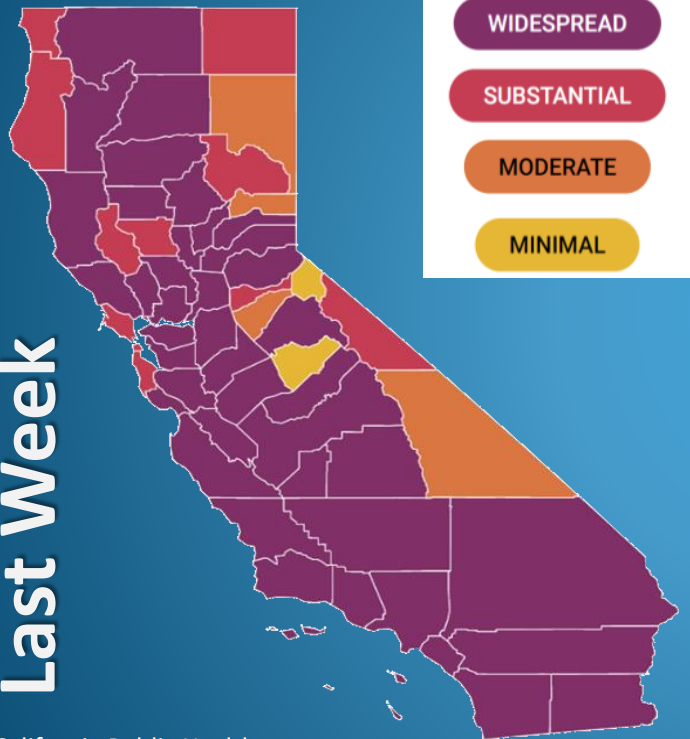 WIDESPREAD
SUBSTANTIAL
MODERATE
MINIMAL
Last Week